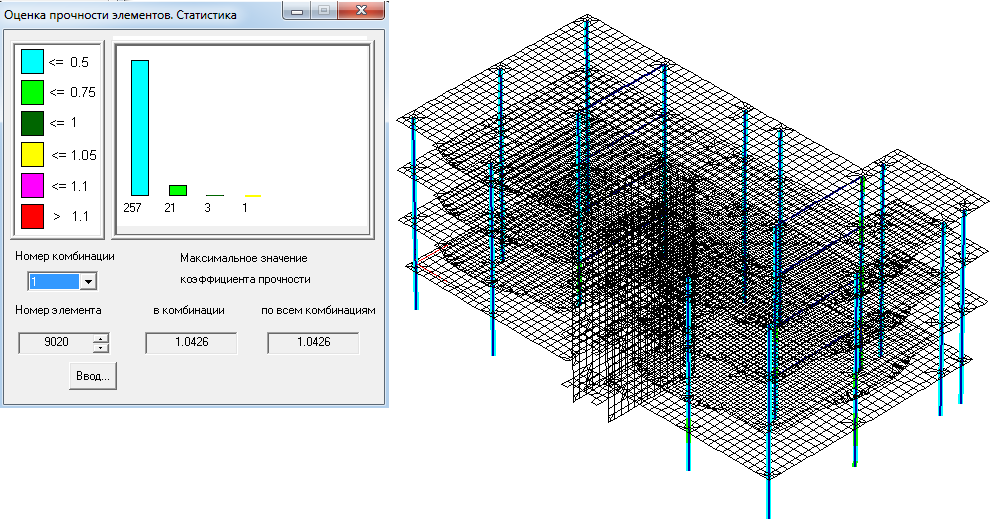 Оценка прочности элементов. Статистика
<= 0.5
<= 0.75
<= 1
<= 1.05
<= 1.1
> 1.1
257 21 3 1
Номер комбинации
1
Максимальное значение
коэффициента прочности
Номер элемента
в комбинации
по всем комбинациям
9020
1.0426
1.0426
Ввод...